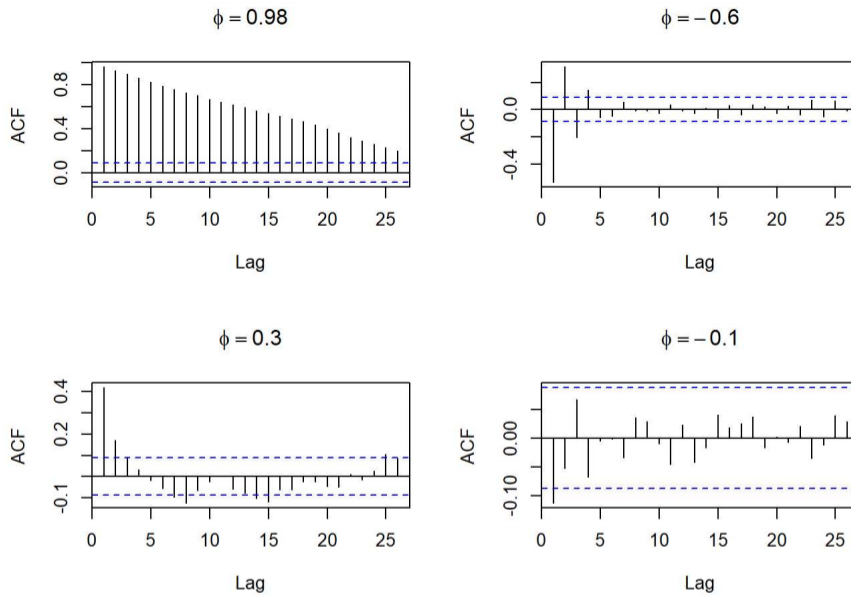 ϕ = 0.98
ACF
0.0 0.4 0.8
0 5 10 15 20 25
Lag
ϕ = − 0.6
ACF
-0.4 0.0
0 5 10 15 20 25
Lag
ϕ = 0.3
ACF
-0.1 0.2 0.4
0 5 10 15 20 25
Lag
ϕ = − 0.1
ACF
-0.10 0.00
0 5 10 15 20 25
Lag